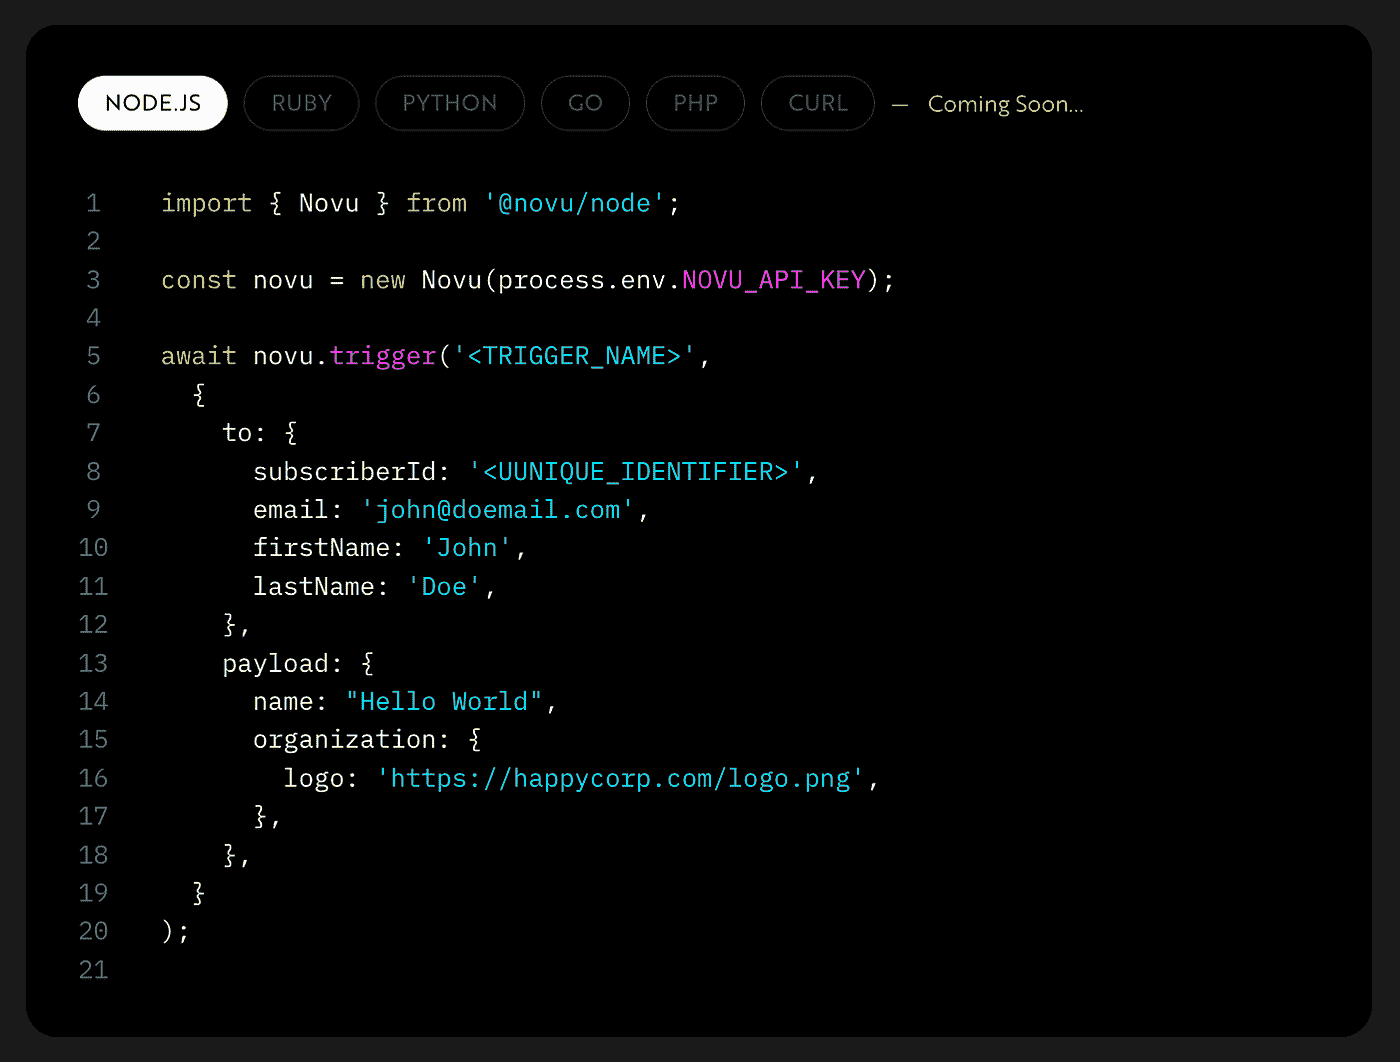 NODE.JS RUBY PYTHON GO PHP CURL — Coming Soon...
1 import { Novu } from '@novu/node';
2
3 const novu = new Novu(process.env.NOVU_API_KEY);
4
5 await novu.trigger('<TRIGGER_NAME>',
6   {
7     to: {
8       subscriberId: '<UUNIQUE_IDENTIFIER>',
9       email: 'john@doemail.com',
10       firstName: 'John',
11       lastName: 'Doe',
12     },
13     payload: {
14       name: "Hello World",
15       organization: {
16         logo: 'https://happycorp.com/logo.png',
17       },
18     },
19   }
20 );
21